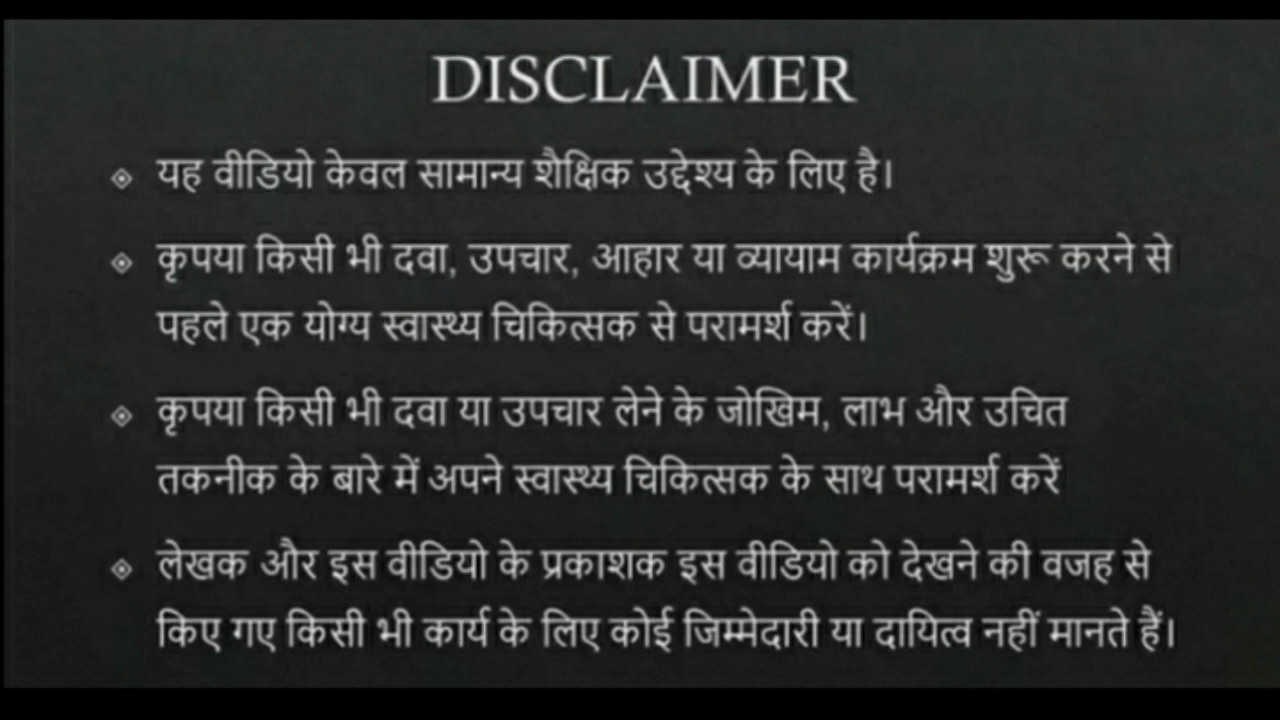 DISCLAIMER
यह वीडियो केवल सामान्य शैक्षिक उद्देश्य के लिए है।
कृपया किसी भी दवा, उपचार, आहार या व्यायाम कार्यक्रम शुरू करने से
पहले एक योग्य स्वास्थ्य चिकित्सक से परामर्श करें।
कृपया किसी भी दवा या उपचार लेने के जोखिम, लाभ और उचित
तकनीक के बारे में अपने स्वास्थ्य चिकित्सक के साथ परामर्श करें
लेखक और इस वीडियो के प्रकाशक इस वीडियो को देखने की वजह से
किए गए किसी भी कार्य के लिए कोई जिम्मेदारी या दायित्व नहीं मानते हैं।